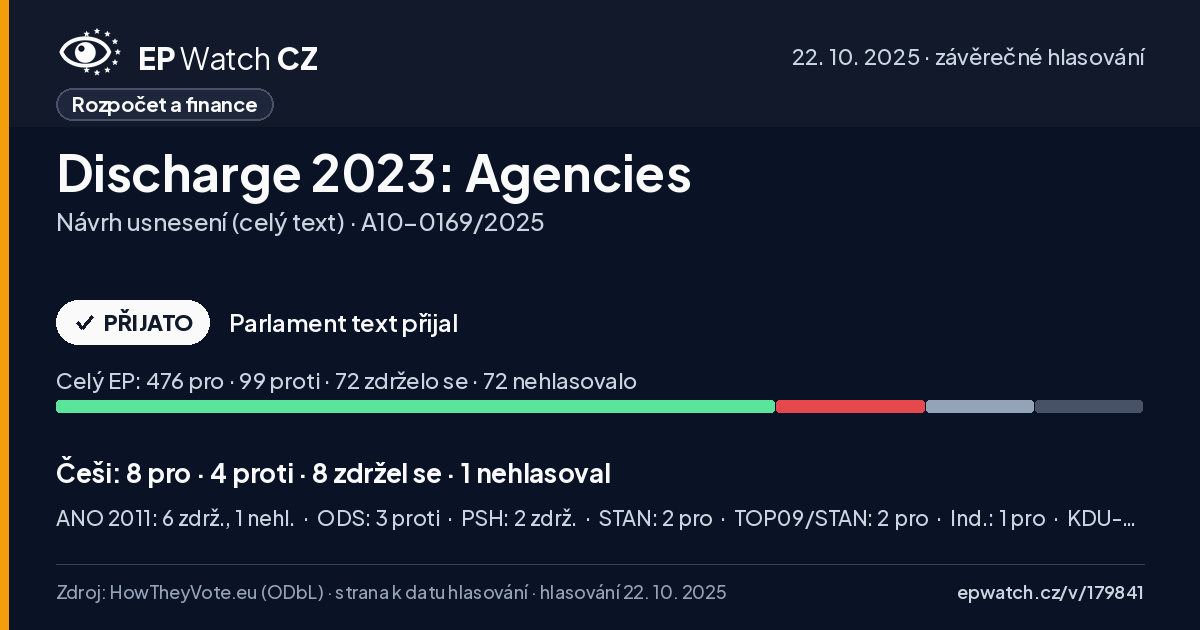 EP Watch CZ
22. 10. 2025 · závěrečné hlasování
Rozpočet a finance
Discharge 2023: Agencies
Návrh usnesení (celý text) · A10–0169/2025
✓ PŘIJATO
Parlament text přijal
Celý EP: 476 pro · 99 proti · 72 zdrželo se · 72 nehlasovalo
Češi: 8 pro · 4 proti · 8 zdržel se · 1 nehlasoval
ANO 2011: 6 zdrž., 1 nehl. · ODS: 3 proti · PSH: 2 zdrž. · STAN: 2 pro · TOP09/STAN: 2 pro · Ind.: 1 pro · KDU-…
Zdroj: HowTheyVote.eu (ODbL) · strana k datu hlasování · hlasování 22. 10. 2025
epwatch.cz/v/179841